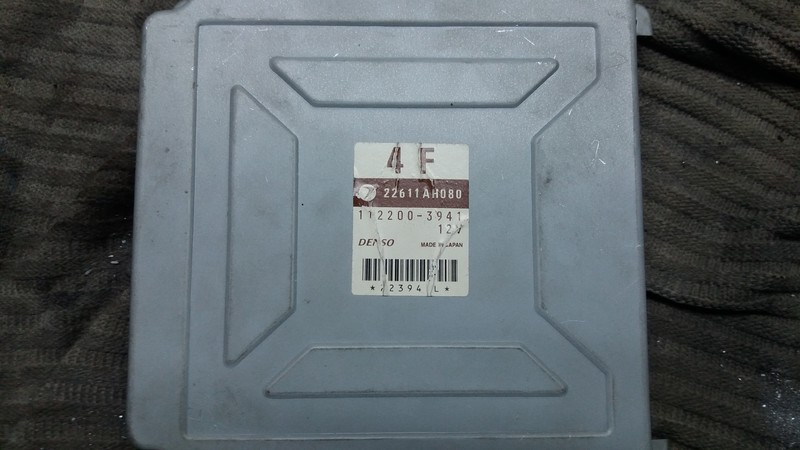 4 F
22611AH080
112200-3941
12V
DENSO MADE IN JAPAN